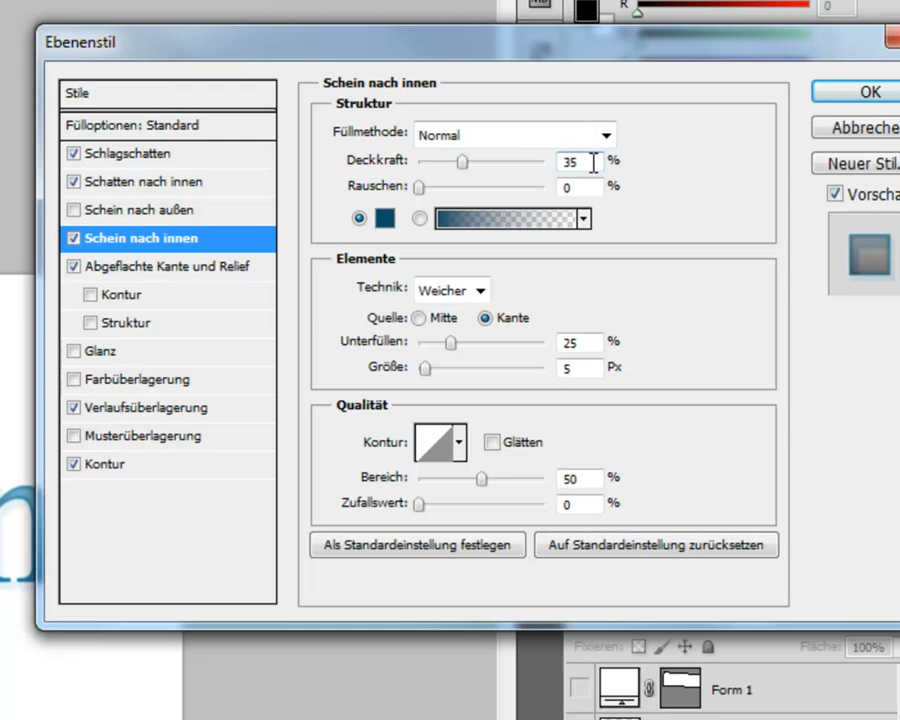 R
0
Ebenenstil
Stile
Fülloptionen: Standard
Schlagschatten
Schatten nach innen
Schein nach außen
Schein nach innen
Abgeflachte Kante und Relief
Kontur
Struktur
Glanz
Farbüberlagerung
Verlaufsüberlagerung
Musterüberlagerung
Kontur
Schein nach innen
Struktur
Füllmethode: Normal
Deckkraft: 35 %
Rauschen: 0 %
Elemente
Technik: Weicher
Quelle: Mitte Kante
Unterfüllen: 25 %
Größe: 5 Px
Qualität
Kontur: Glätten
Bereich: 50 %
Zufallswert: 0 %
Als Standardeinstellung festlegen Auf Standardeinstellung zurücksetzen
OK
Abbreche
Neuer Stil.
Vorscha
Fixieren: Fläche: 100%
Form 1